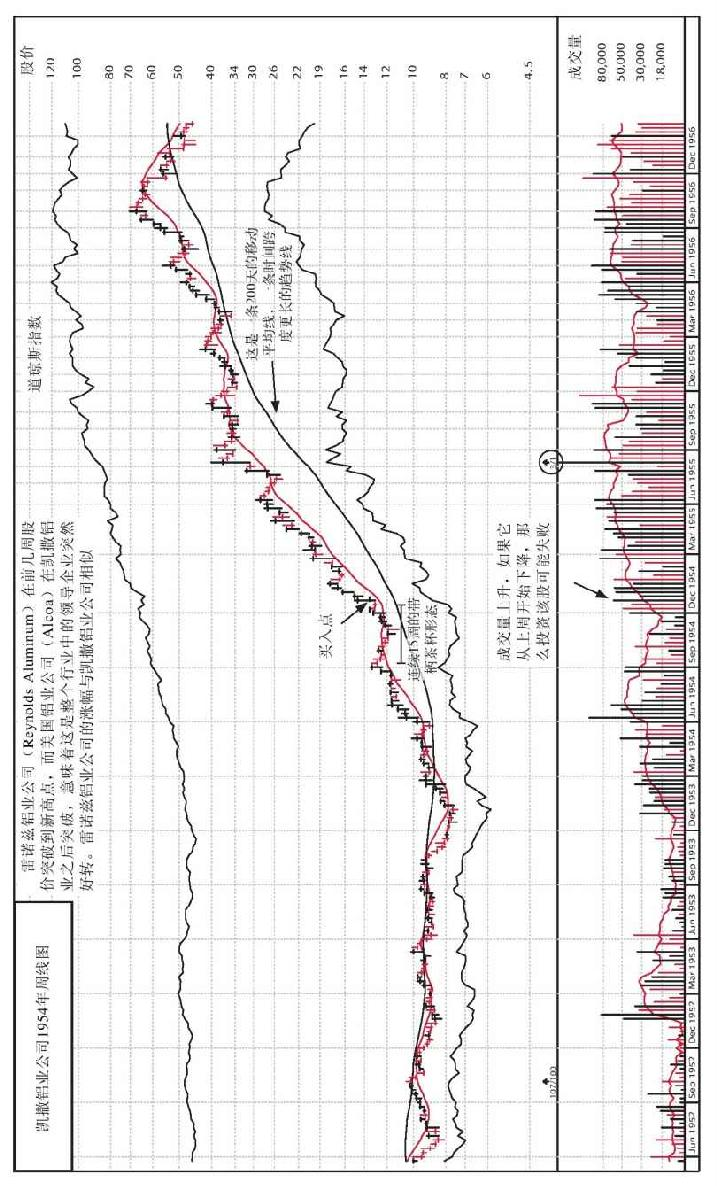 凯撒铝业公司1954年周线图
雷诺兹铝业公司（Reynolds Aluminum）在前几周股
价突破到新高点，而美国铝业公司（Alcoa）在凯撒铝
业之后突破，意味着这是整个行业中的领导企业突然
好转。雷诺兹铝业公司的涨幅与凯撒铝业公司相似
道琼斯指数
股价
120
100
70
60
50
40
34
30
26
22
19
16
14
12
10
8
7
6
4.5
这是一条200天的移动
平均线，一条时间跨
度更长的趋势线
买入点
连续15周的带
柄茶杯形态
成交量上升，如果它
从上周开始下降，那
么投资该股可能失败
107/100
3/1
成交量
80,000
50,000
30,000
18,000
Jun 1952
Sep 1952
Dec 1952
Mar 1953
Jun 1953
Sep 1953
Dec 1953
Mar 1954
Jun 1954
Sep 1954
Dec 1954
Mar 1955
Jun 1955
Sep 1955
Dec 1955
Mar 1956
Jun 1956
Sep 1956
Dec 1956